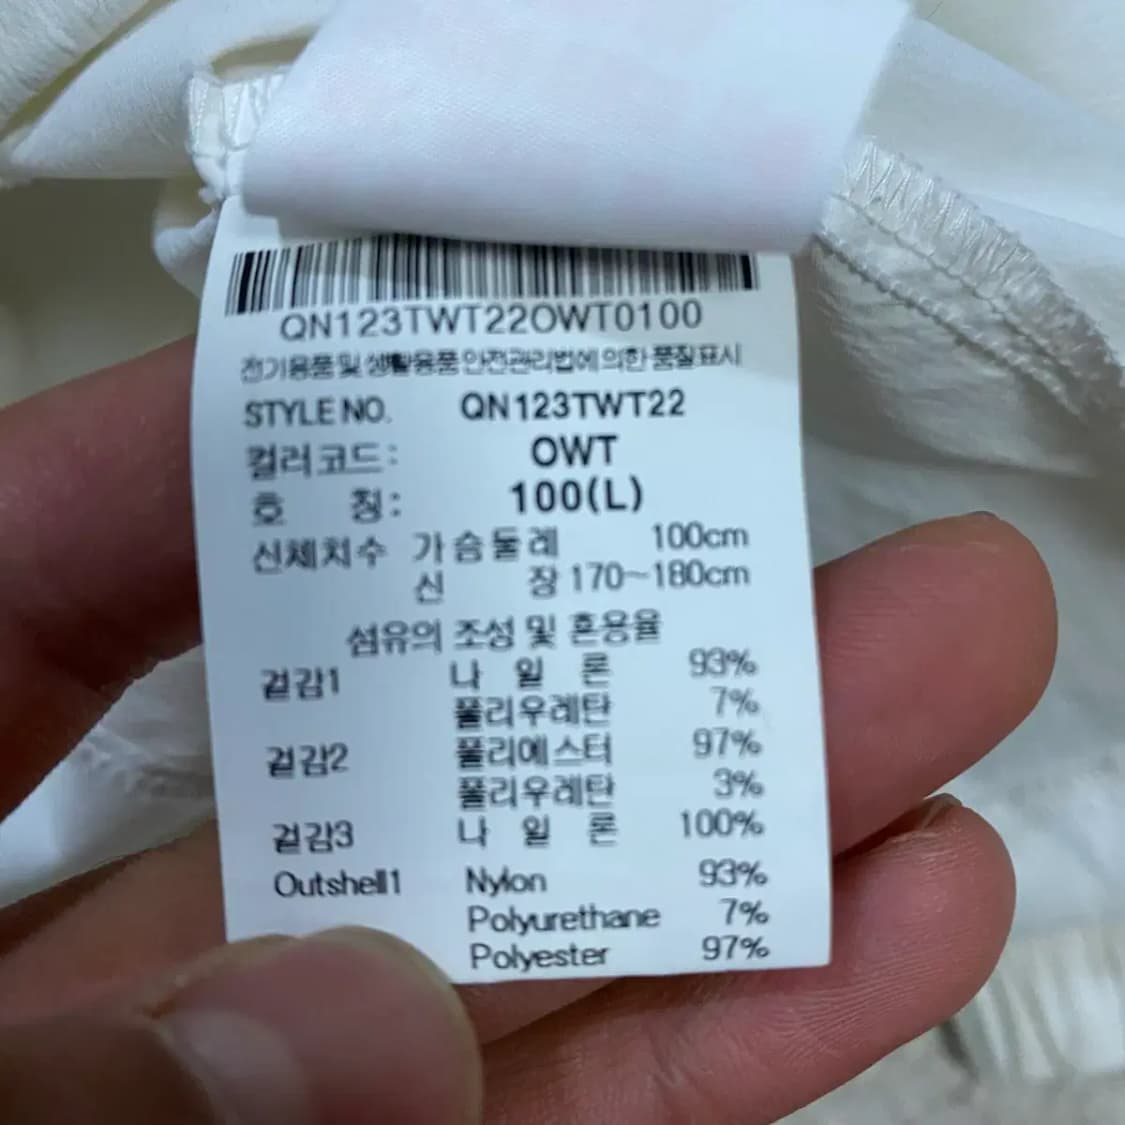 QN123TWT22OWT0100
전기용품 및 생활용품 안전관리법에 의한 품질표시
STYLE NO. QN123TWT22
컬러코드: OWT
호 칭: 100(L)
신체치수 가슴둘레 100cm
신 장 170~180cm
섬유의 조성 및 혼용율
겉감1 나 일 론 93%
폴리우레탄 7%
겉감2 폴리에스터 97%
폴리우레탄 3%
겉감3 나 일 론 100%
Outshell1 Nylon 93%
Polyurethane 7%
Polyester 97%